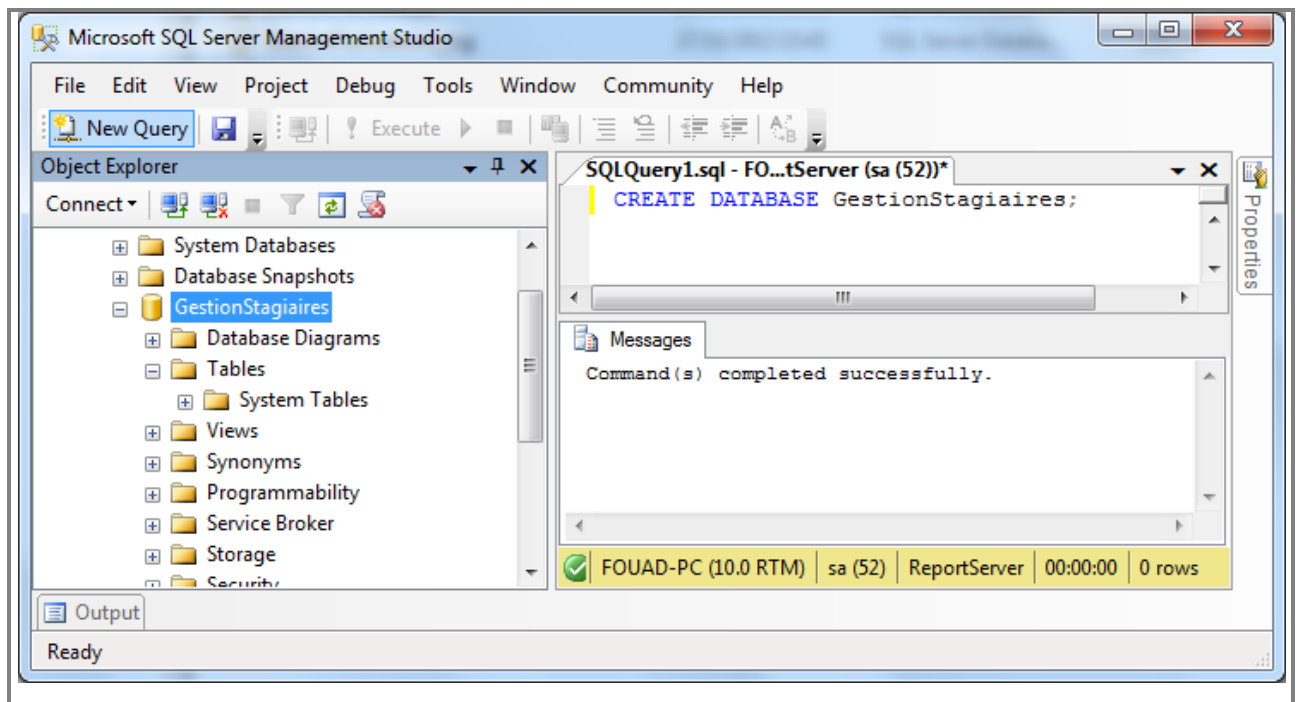 Microsoft SQL Server Management Studio
File Edit View Project Debug Tools Window Community Help
New Query Execute
Object Explorer
Connect
System Databases
Database Snapshots
GestionStagiaires
Database Diagrams
Tables
System Tables
Views
Synonyms
Programmability
Service Broker
Storage
Security
SQLQuery1.sql - FO...tServer (sa (52))*
CREATE DATABASE GestionStagiaires;
Messages
Command(s) completed successfully.
FOUAD-PC (10.0 RTM) sa (52) ReportServer 00:00:00 0 rows
Properties
Output
Ready